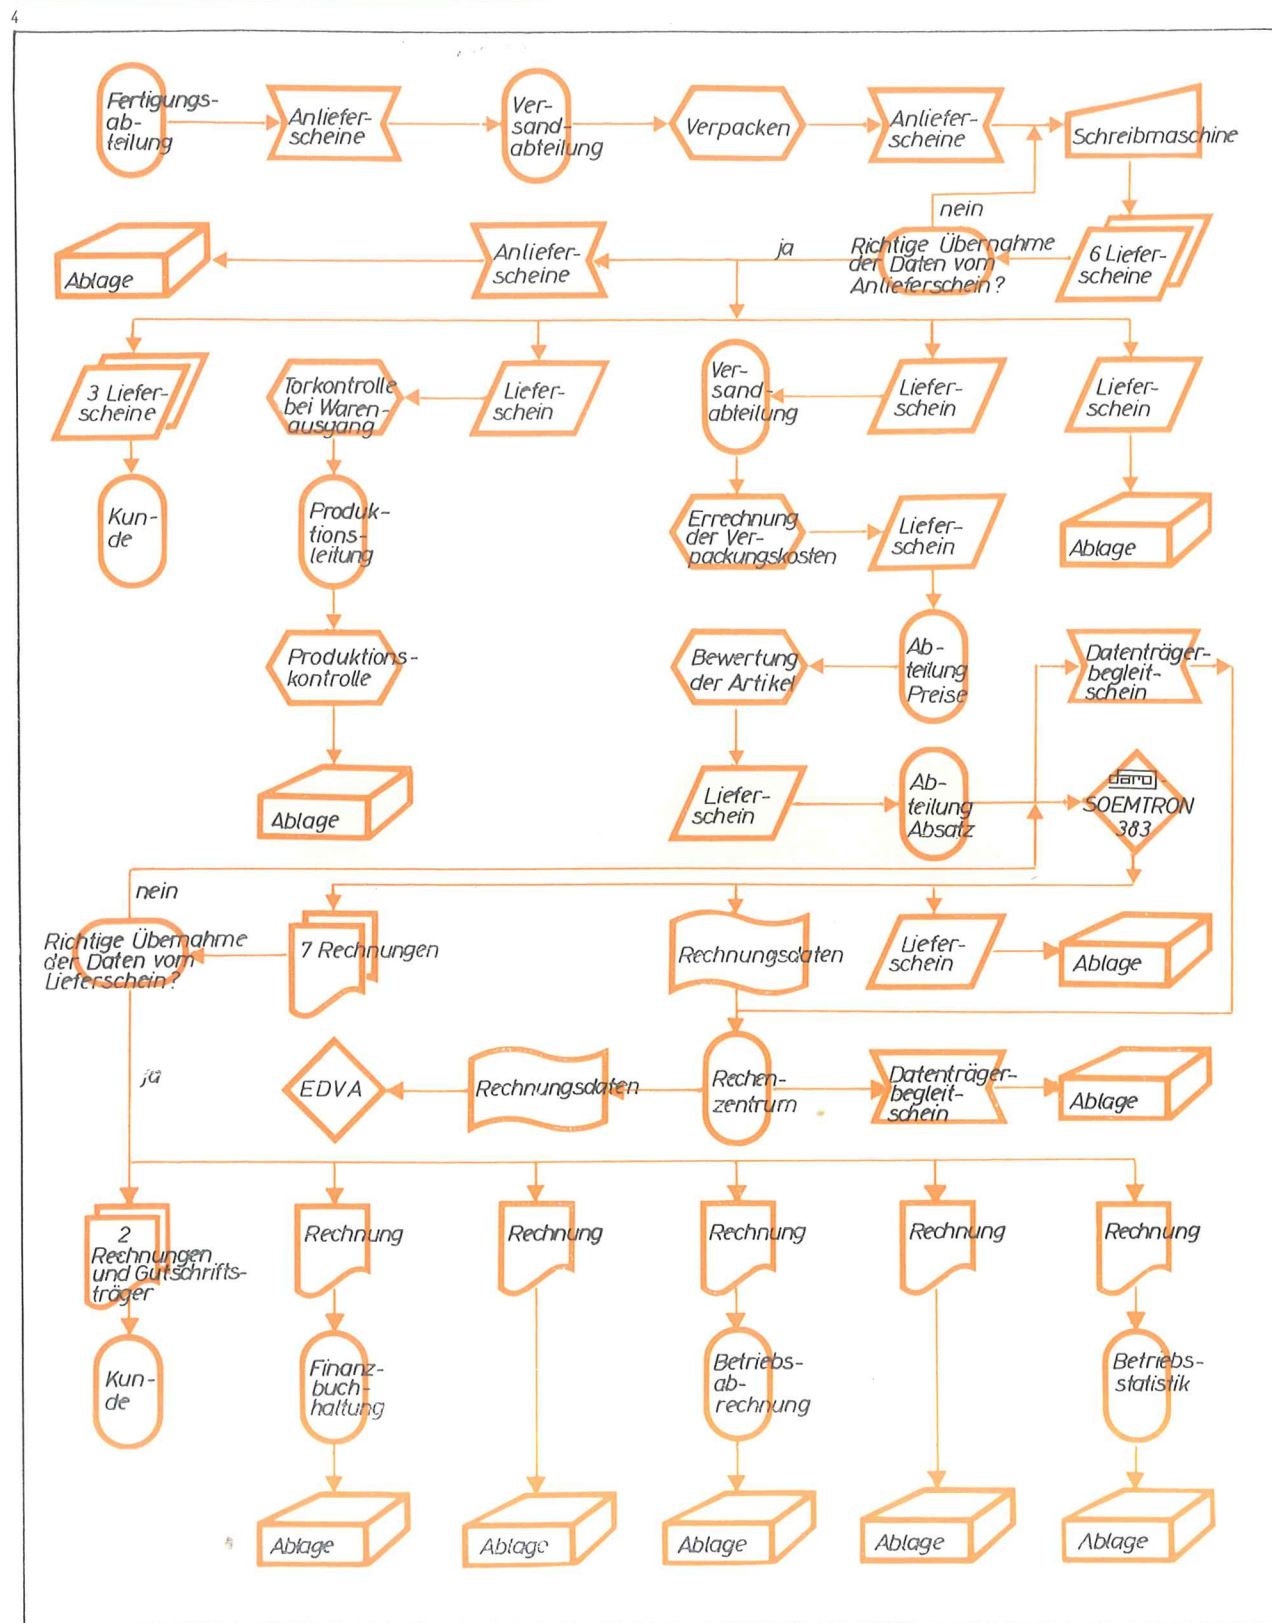 4
Fertigungs-
ab-
teilung
Anliefer-
scheine
Ver-
sand-
abteilung
Verpacken
Anliefer-
scheine
Schreibmaschine
nein
Ablage
Anliefer-
scheine
ja
Richtige Übernahme
der Daten vom
Anlieferschein?
6 Liefer-
scheine
3 Liefer-
scheine
Torkontrolle
bei Waren-
ausgang
Liefer-
schein
Ver-
sand-
abteilung
Liefer-
schein
Liefer-
schein
Kun-
de
Produk-
tions-
leitung
Errechnung
der Ver-
packungskosten
Liefer-
schein
Ablage
Produktions-
kontrolle
Bewertung
der Artikel
Ab-
teilung
Preise
Datenträger-
begleit-
schein
Ablage
Liefer-
schein
Ab-
teilung
Absatz
daro-
SOEMTRON
383
nein
Richtige Übernahme
der Daten vom
Lieferschein?
7 Rechnungen
Rechnungsdaten
Liefer-
schein
Ablage
ja
EDVA
Rechnungsdaten
Rechen-
zentrum
Datenträger-
begleit-
schein
Ablage
2
Rechnungen
und Gutschrifts-
träger
Rechnung
Rechnung
Rechnung
Rechnung
Rechnung
Kun-
de
Finanz-
buch-
haltung
Betriebs-
ab-
rechnung
Betriebs-
statistik
Ablage
Ablage
Ablage
Ablage
Ablage